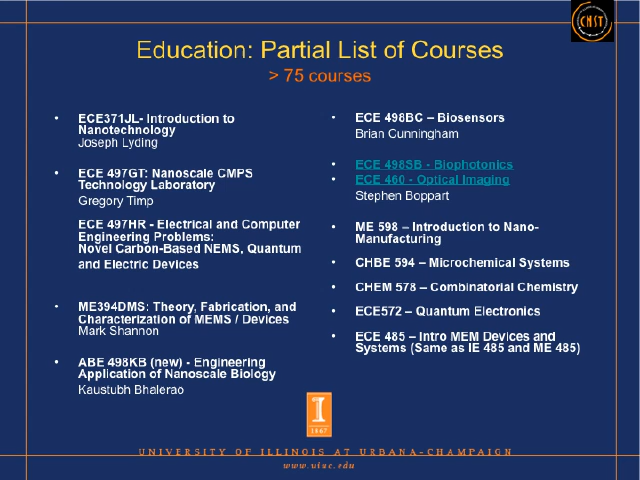 CNST
Education: Partial List of Courses
> 75 courses
• ECE371JL- Introduction to
Nanotechnology
Joseph Lyding
• ECE 497GT: Nanoscale CMPS
Technology Laboratory
Gregory Timp
ECE 497HR - Electrical and Computer
Engineering Problems:
Novel Carbon-Based NEMS, Quantum
and Electric Devices
• ME394DMS: Theory, Fabrication, and
Characterization of MEMS / Devices
Mark Shannon
• ABE 498KB (new) - Engineering
Application of Nanoscale Biology
Kaustubh Bhalerao
• ECE 498BC – Biosensors
Brian Cunningham
• ECE 498SB - Biophotonics
• ECE 460 - Optical Imaging
Stephen Boppart
• ME 598 – Introduction to Nano-
Manufacturing
• CHBE 594 – Microchemical Systems
• CHEM 578 – Combinatorial Chemistry
• ECE572 – Quantum Electronics
• ECE 485 – Intro MEM Devices and
Systems (Same as IE 485 and ME 485)
I
1867
UNIVERSITY OF ILLINOIS AT URBANA-CHAMPAIGN
www.uiuc.edu